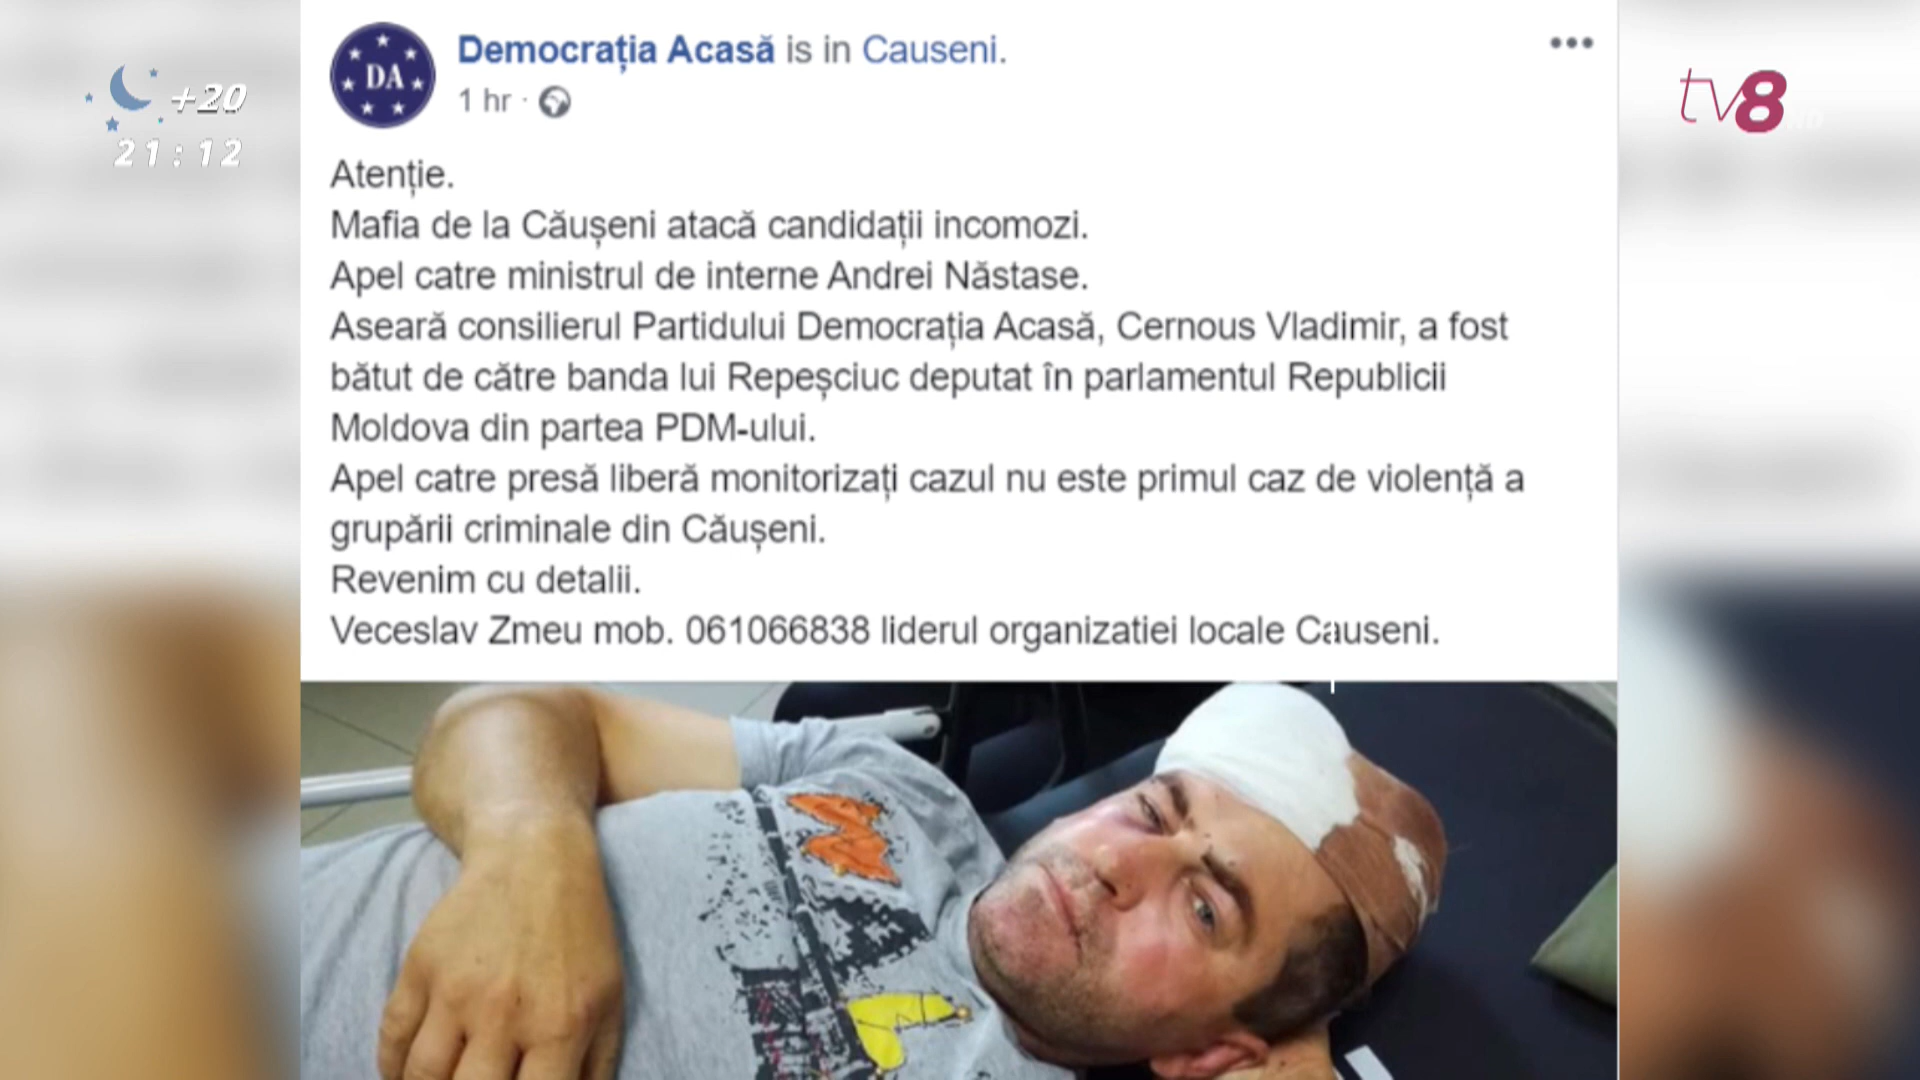 +20
21:12
tv8
HD
DA
Democrația Acasă is in Causeni.
1 hr ·
Atenție.
Mafia de la Căușeni atacă candidații incomozi.
Apel catre ministrul de interne Andrei Năstase.
Aseară consilierul Partidului Democrația Acasă, Cernous Vladimir, a fost
bătut de către banda lui Repeșciuc deputat în parlamentul Republicii
Moldova din partea PDM-ului.
Apel catre presă liberă monitorizați cazul nu este primul caz de violență a
grupării criminale din Căușeni.
Revenim cu detalii.
Veceslav Zmeu mob. 061066838 liderul organizatiei locale Causeni.